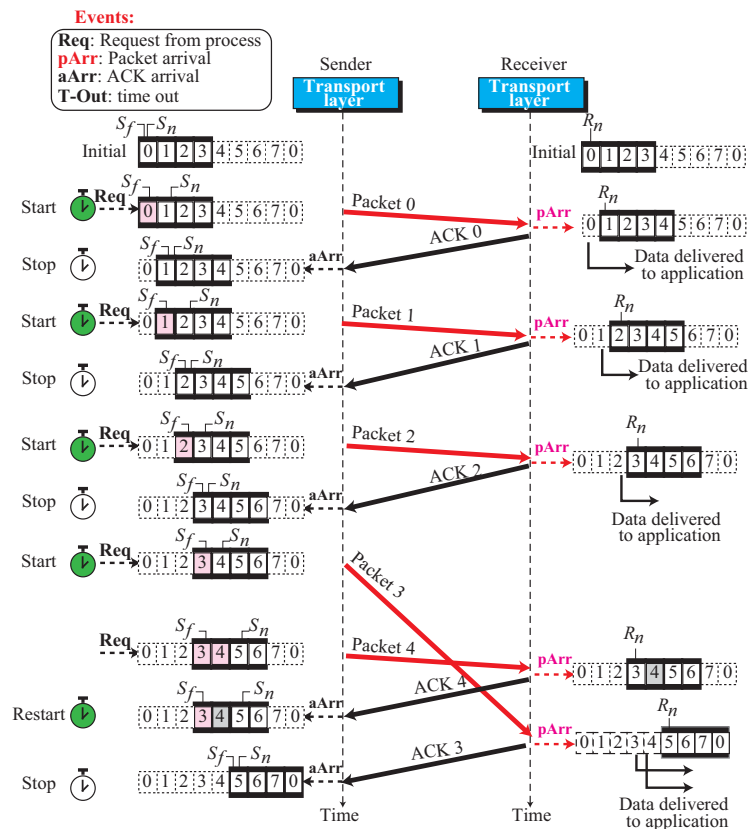 Events:
Req: Request from process
pArr: Packet arrival
aArr: ACK arrival
T-Out: time out
Sender
Transport
layer
Receiver
Transport
layer
Sf Sn
Initial 0 1 2 3 4 5 6 7 0
Rn
Initial 0 1 2 3 4 5 6 7 0
Start Req
Sf Sn
0 1 2 3 4 5 6 7 0
Packet 0
pArr
Rn
0 1 2 3 4 5 6 7 0
Data delivered
to application
ACK 0
aArr
Stop
Sf Sn
0 1 2 3 4 5 6 7 0
Start Req
Sf Sn
0 1 2 3 4 5 6 7 0
Packet 1
pArr
Rn
0 1 2 3 4 5 6 7 0
Data delivered
to application
ACK 1
aArr
Stop
Sf Sn
0 1 2 3 4 5 6 7 0
Start Req
Sf Sn
0 1 2 3 4 5 6 7 0
Packet 2
pArr
Rn
0 1 2 3 4 5 6 7 0
Data delivered
to application
ACK 2
aArr
Stop
Sf Sn
0 1 2 3 4 5 6 7 0
Start Req
Sf Sn
0 1 2 3 4 5 6 7 0
Packet 3
Req
Sf Sn
0 1 2 3 4 5 6 7 0
Packet 4
pArr
Rn
0 1 2 3 4 5 6 7 0
ACK 4
aArr
Restart
Sf Sn
0 1 2 3 4 5 6 7 0
pArr
Rn
0 1 2 3 4 5 6 7 0
Data delivered
to application
ACK 3
aArr
Stop
Sf Sn
0 1 2 3 4 5 6 7 0
Time
Time